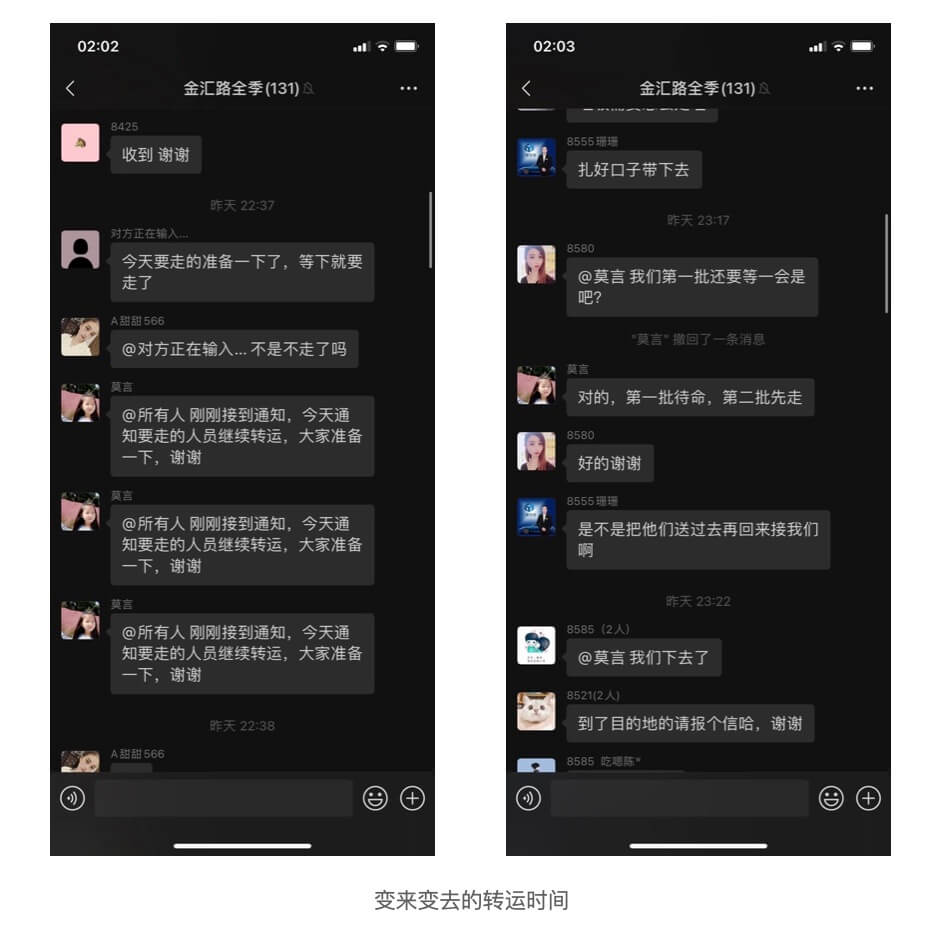 02:02
金汇路全季(131)
8425
收到 谢谢
昨天 22:37
对方正在输入...
今天要走的准备一下了，等下就要
走了
A甜甜566
@对方正在输入... 不是不走了吗
莫言
@所有人 刚刚接到通知，今天通
知要走的人员继续转运，大家准备
一下，谢谢
莫言
@所有人 刚刚接到通知，今天通
知要走的人员继续转运，大家准备
一下，谢谢
莫言
@所有人 刚刚接到通知，今天通
知要走的人员继续转运，大家准备
一下，谢谢
昨天 22:38
A甜甜566
02:03
金汇路全季(131)
8555珊珊
扎好口子带下去
昨天 23:17
8580
@莫言 我们第一批还要等一会是
吧？
"莫言" 撤回了一条消息
莫言
对的，第一批待命，第二批先走
8580
好的谢谢
8555珊珊
是不是把他们送过去再回来接我们
啊
昨天 23:22
8585（2人）
@莫言 我们下去了
8521(2人)
到了目的地的请报个信哈，谢谢
8585 吃嗯陈*
变来变去的转运时间